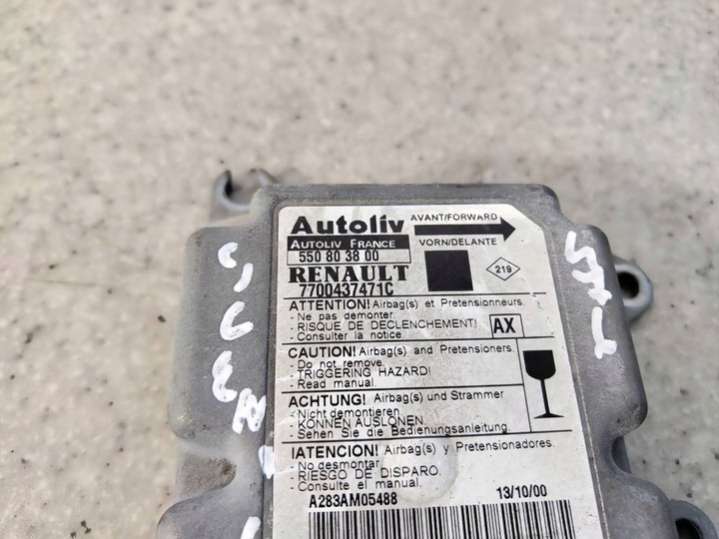 Autoliv
AVANT/FORWARD
AUTOLIV FRANCE
VORN/DELANTE
550 80 38 00
RENAULT
219
7700437471C
ATTENTION! Airbag(s) et Pretensionneurs.
- Ne pas demonter.
- RISQUE DE DECLENCHEMENT!
- Consulter la notice.
AX
CAUTION! Airbag(s) and Pretensioners.
- Do not remove.
- TRIGGERING HAZARD!
- Read manual.
ACHTUNG! Airbag(s) und Strammer
- Nicht demontieren.
- KÖNNEN AUSLÖNEN.
- Sehen Sie die Bedienungsanleitung.
!ATENCION! Airbag(s) y Pretensionadores.
- No desmontar.
- RIESGO DE DISPARO.
- Consulte el manual.
A283AM05488
13/10/00